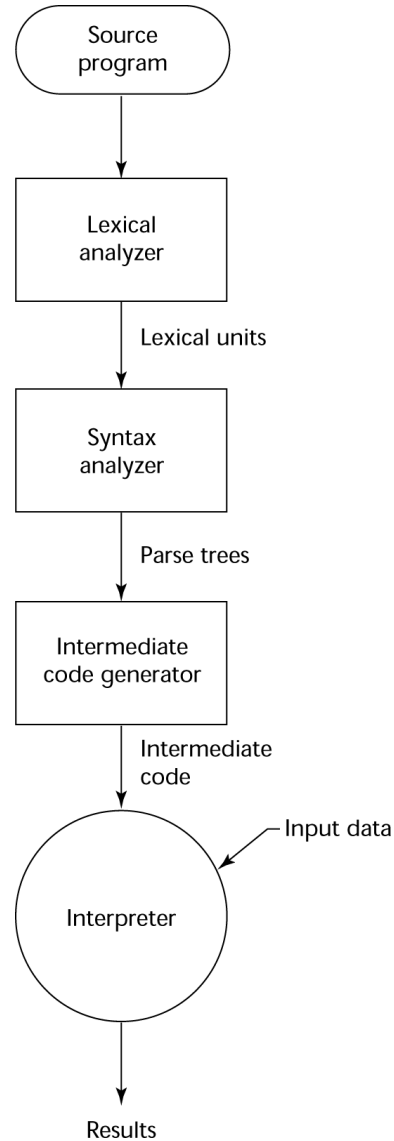 Source
program
Lexical
analyzer
Lexical units
Syntax
analyzer
Parse trees
Intermediate
code generator
Intermediate
code
Input data
Interpreter
Results